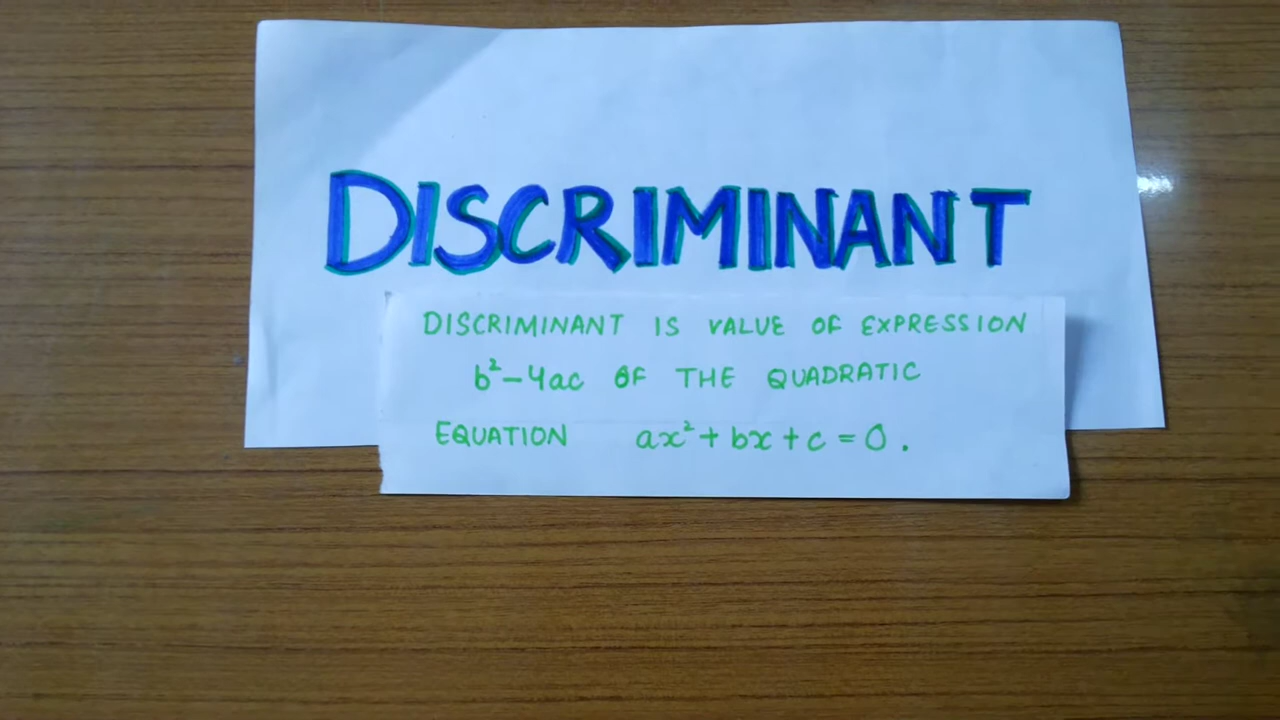 DISCRIMINANT
DISCRIMINANT IS VALUE OF EXPRESSION
b²-4ac OF THE QUADRATIC
EQUATION ax²+bx+c=0.